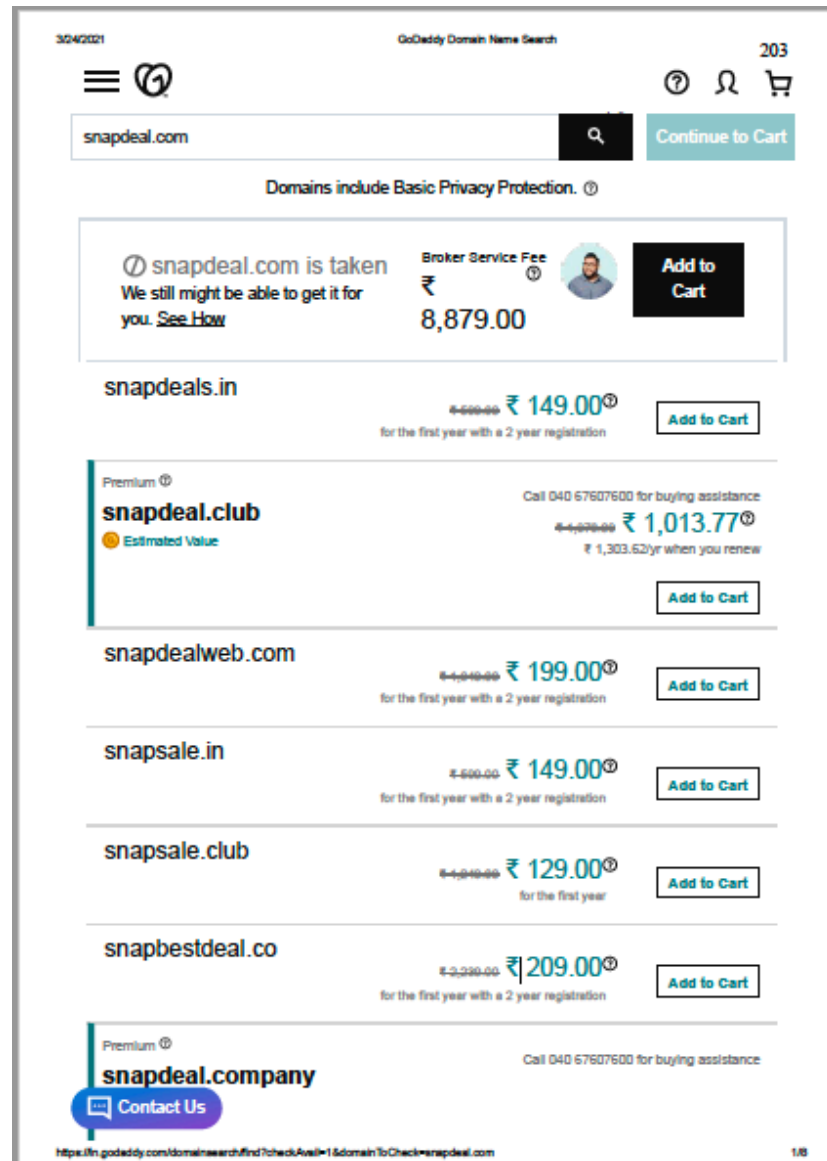 3/24/2021 GoDaddy Domain Name Search
203
snapdeal.com
Continue to Cart
Domains include Basic Privacy Protection.
snapdeal.com is taken
We still might be able to get it for
you. See How
Broker Service Fee
₹
8,879.00
Add to
Cart
snapdeals.in
₹ 149.00
for the first year with a 2 year registration
Add to Cart
Premium
snapdeal.club
Estimated Value
Call 040 67607600 for buying assistance
₹ 1,013.77
₹ 1,303.62/yr when you renew
Add to Cart
snapdealweb.com
₹ 199.00
for the first year with a 2 year registration
Add to Cart
snapsale.in
₹ 149.00
for the first year with a 2 year registration
Add to Cart
snapsale.club
₹ 129.00
for the first year
Add to Cart
snapbestdeal.co
₹ 209.00
for the first year with a 2 year registration
Add to Cart
Premium
snapdeal.company
Call 040 67607600 for buying assistance
Contact Us
https://in.godaddy.com/domainsearch/find?checkAvail=1&domainToCheck=snapdeal.com 1/8